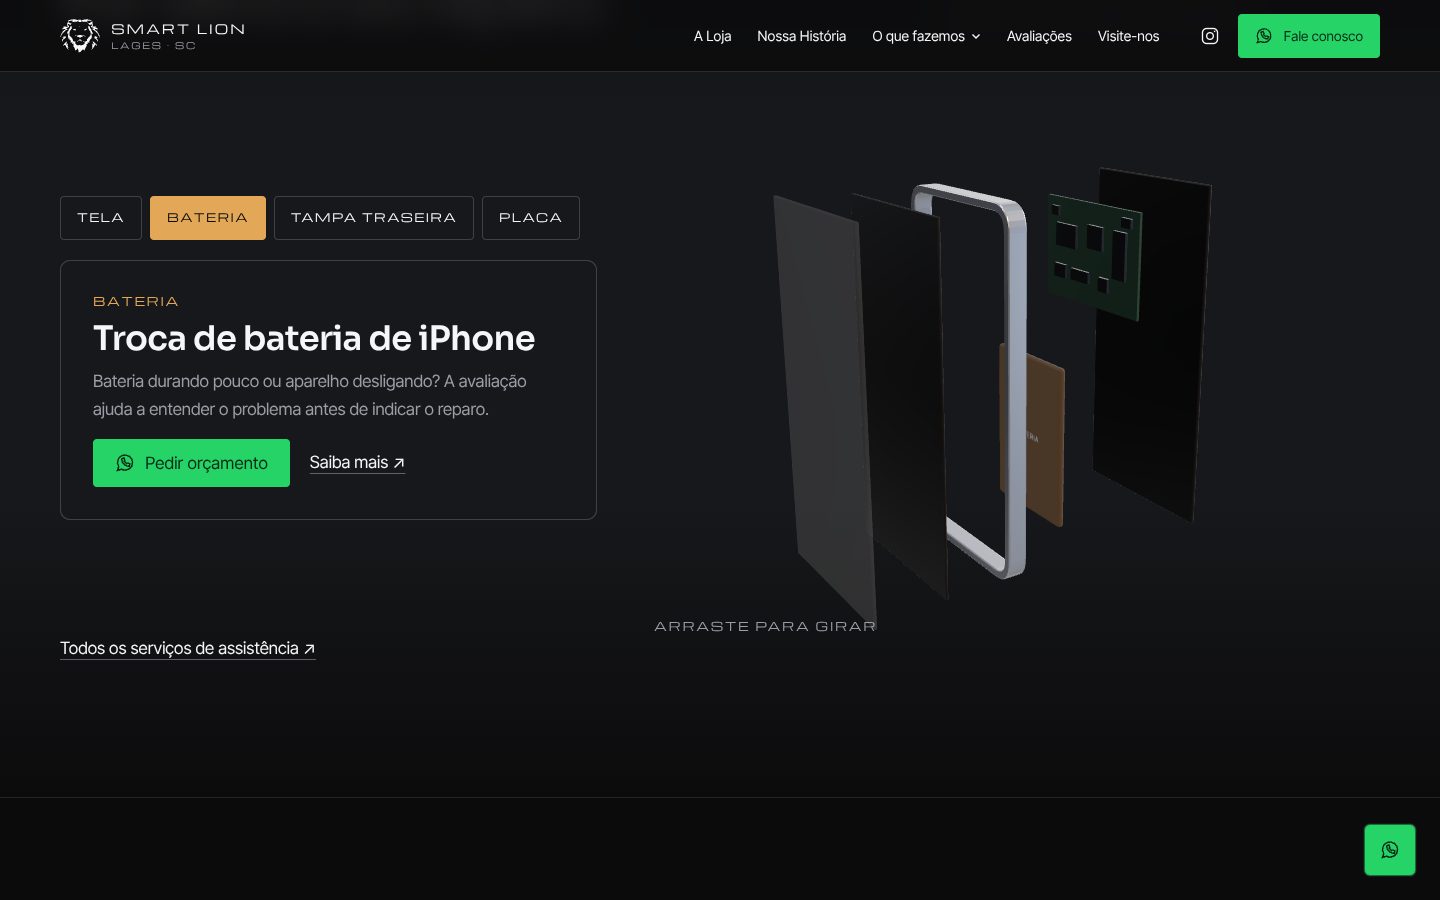 SMART LION
LAGES · SC
A Loja
Nossa História
O que fazemos
Avaliações
Visite-nos
Fale conosco
TELA
BATERIA
TAMPA TRASEIRA
PLACA
BATERIA
Troca de bateria de iPhone
Bateria durando pouco ou aparelho desligando? A avaliação
ajuda a entender o problema antes de indicar o reparo.
Pedir orçamento
Saiba mais ↗
ARRASTE PARA GIRAR
Todos os serviços de assistência ↗